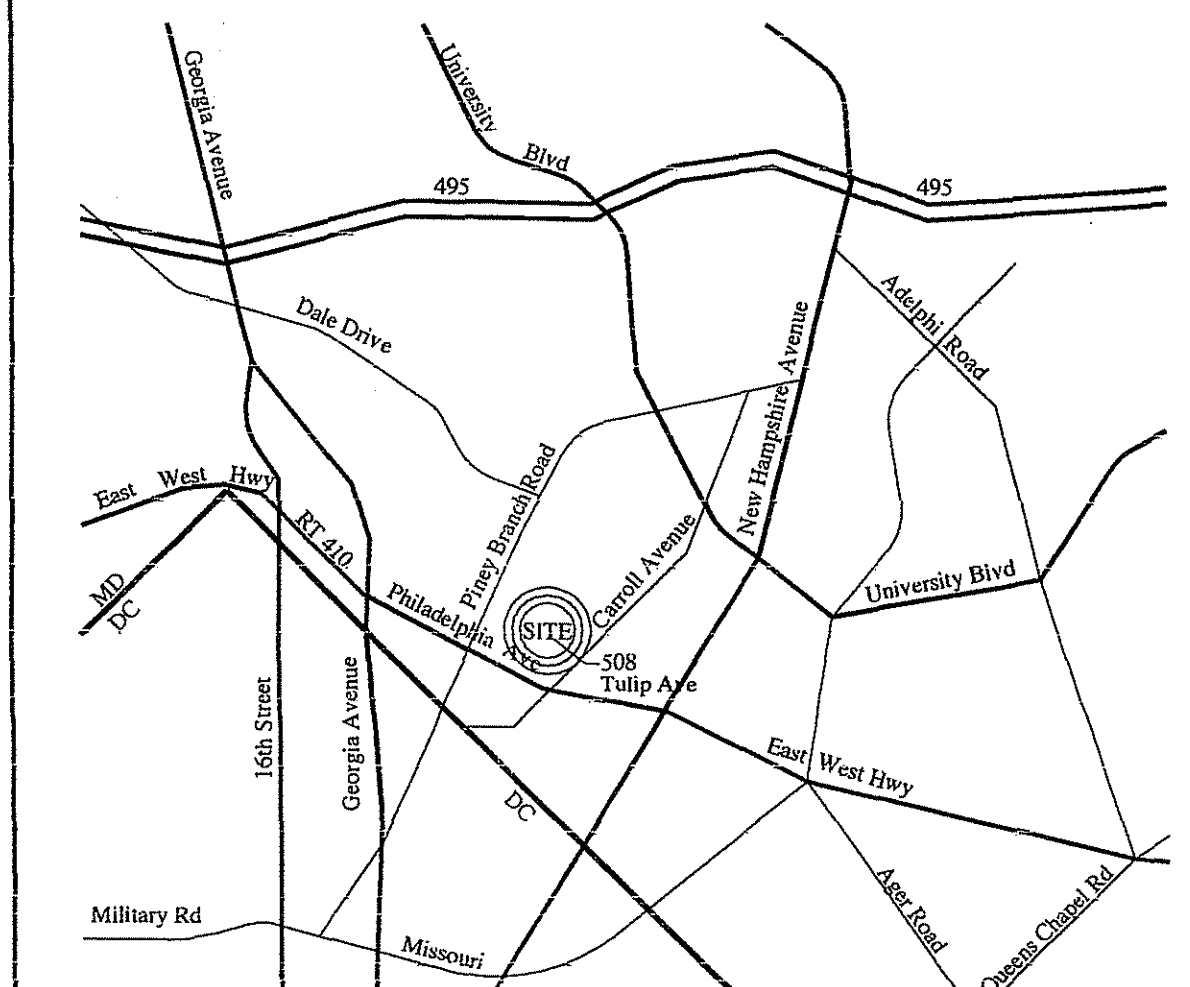 Georgia Avenue
University
Blvd
495
495
Dale Drive
Adelphi Road
New Hampshire Avenue
East West Hwy
RT 410
Piney Branch Road
Carroll Avenue
MD
DC
Philadelphia Ave
SITE
508
Tulip Ave
University Blvd
16th Street
Georgia Avenue
DC
East West Hwy
Ager Road
Queens Chapel Rd
Military Rd
Missouri